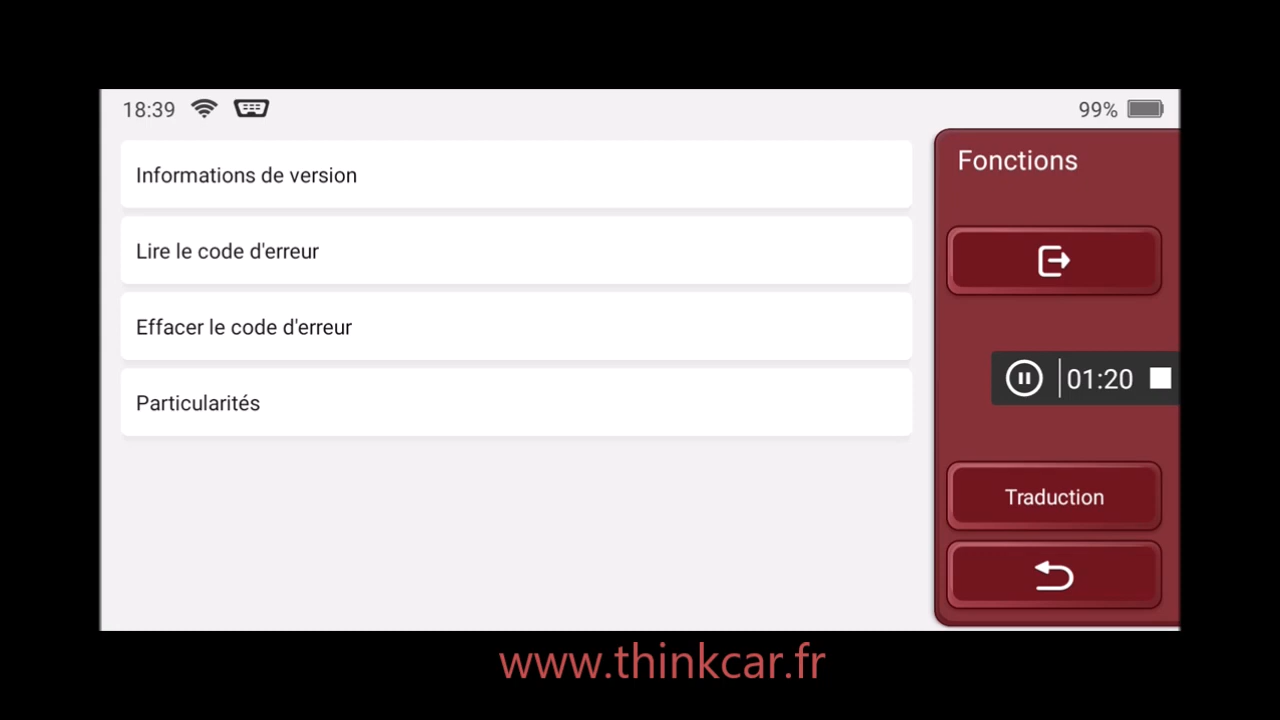 18:39
99%
Informations de version
Lire le code d'erreur
Effacer le code d'erreur
Particularités
Fonctions
01:20
Traduction
www.thinkcar.fr